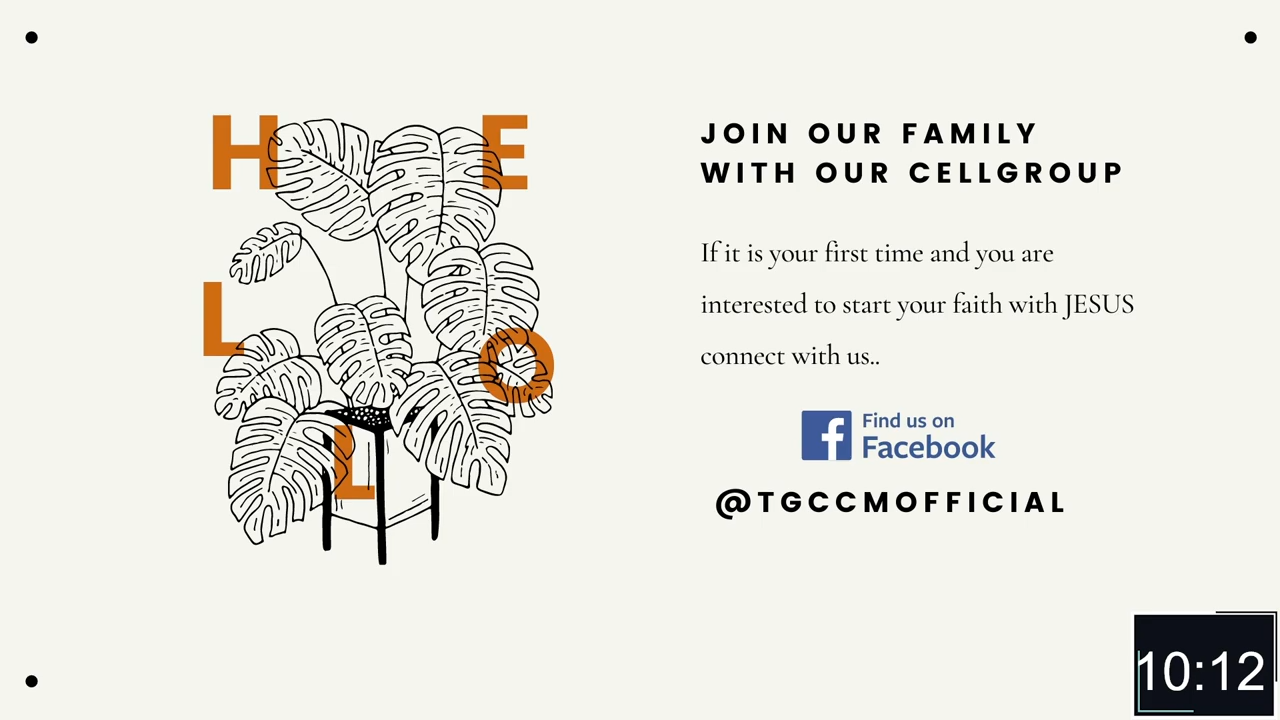 H E
L
O
L
JOIN OUR FAMILY
WITH OUR CELLGROUP
If it is your first time and you are
interested to start your faith with JESUS
connect with us..
Find us on
Facebook
@TGCCMOFFICIAL
10:12